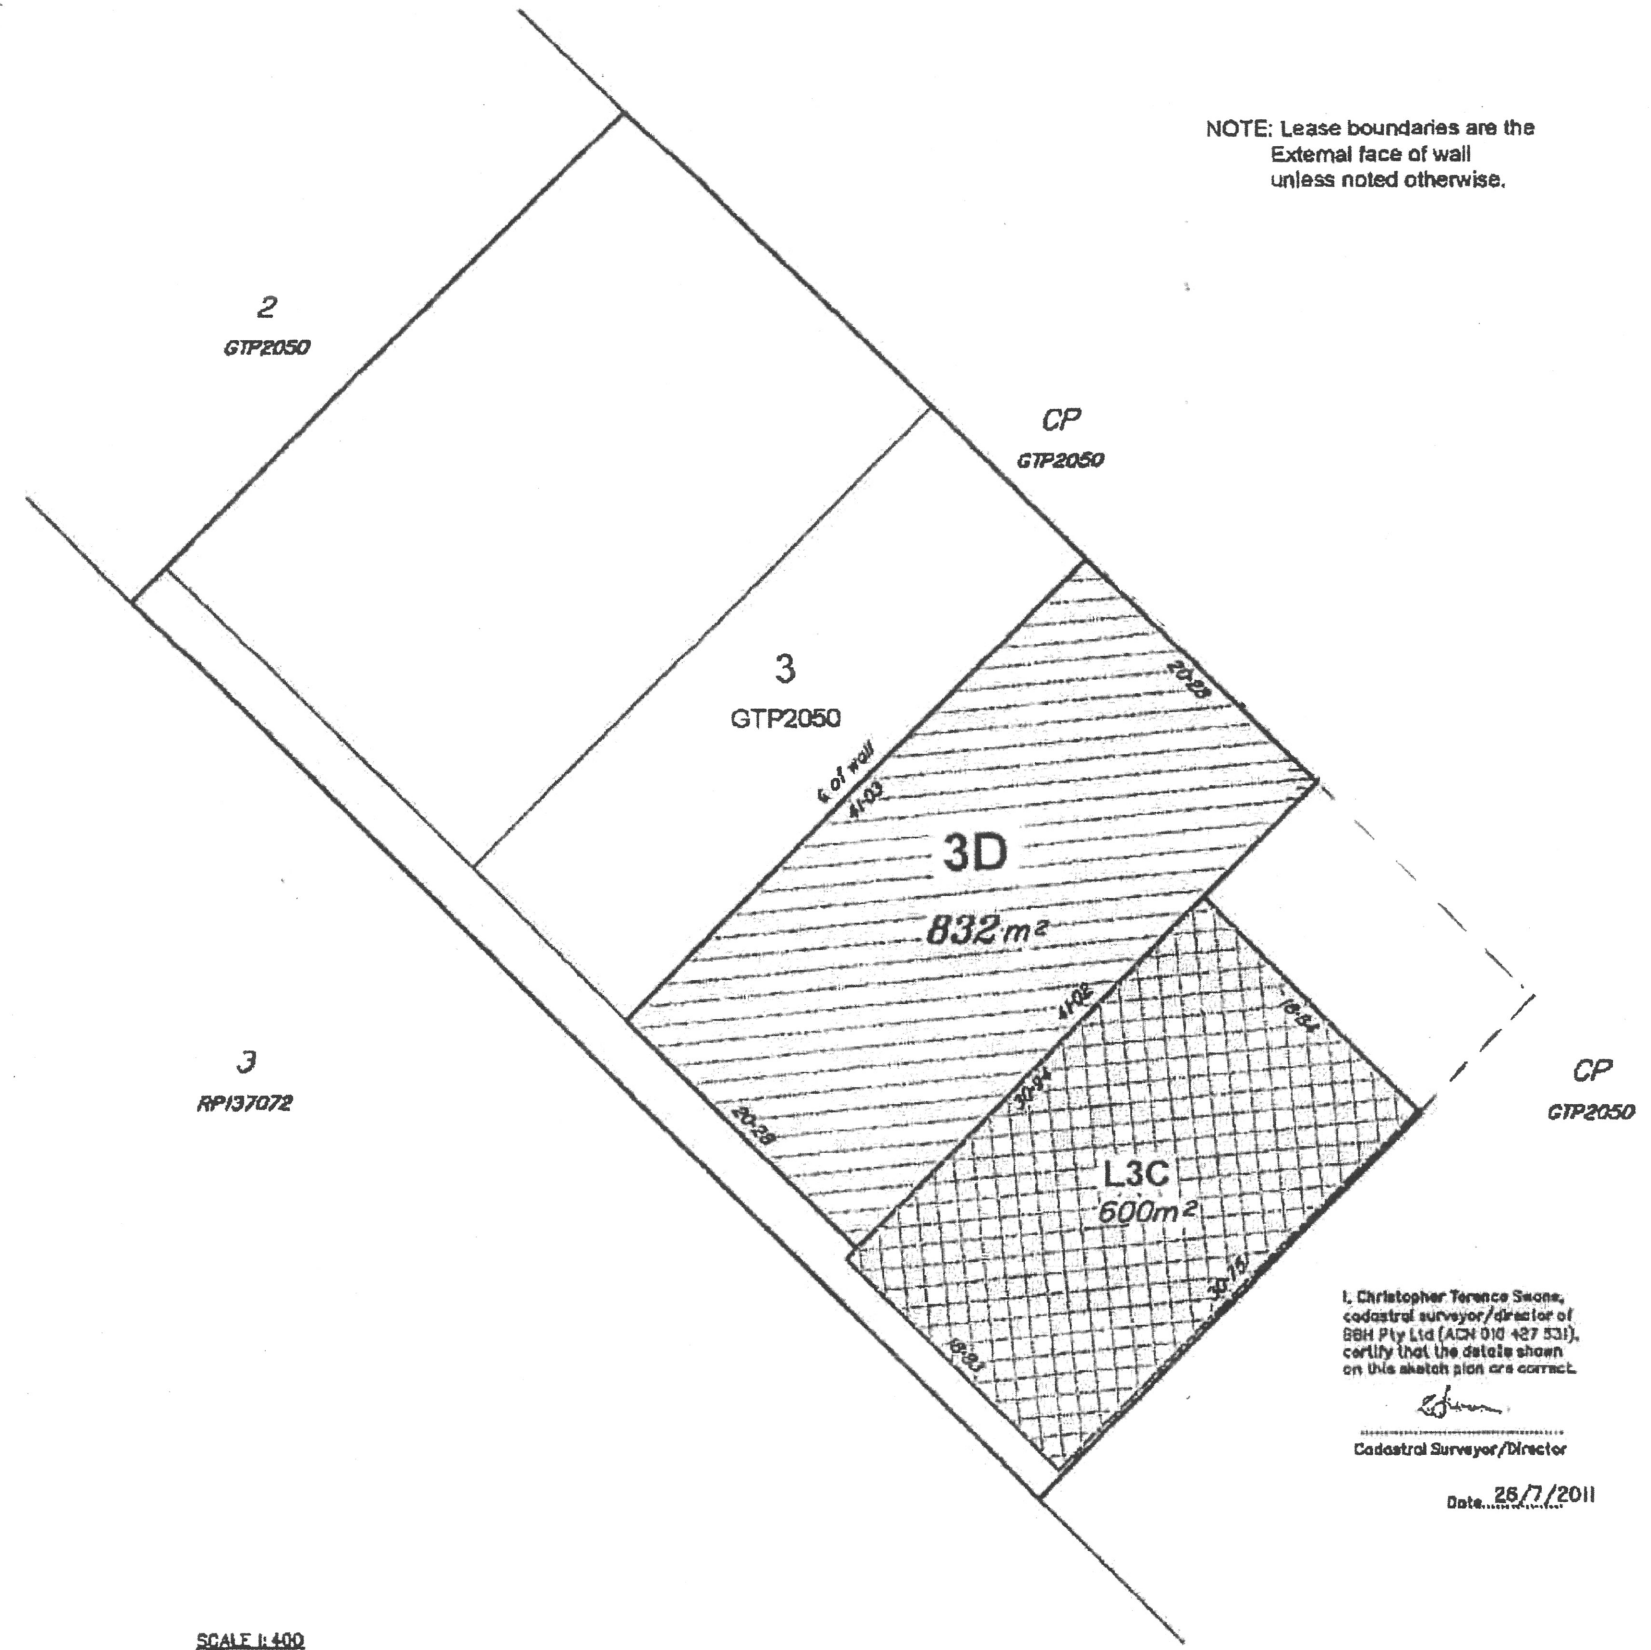 NOTE: Lease boundaries are the
External face of wall
unless noted otherwise.
2
GTP2050
CP
GTP2050
3
GTP2050
20·28
℄ of wall
41·03
3D
832 m²
41·02
18·84
3
RP137072
30·94
20·28
CP
GTP2050
L3C
600m²
30·75
18·83
I, Christopher Terence Swane,
cadastral surveyor/director of
Pty Ltd (ACN 010 427 531),
certify that the details shown
on this sketch plan are correct.
Cadastral Surveyor/Director
Date 26/7/2011
SCALE 1:400